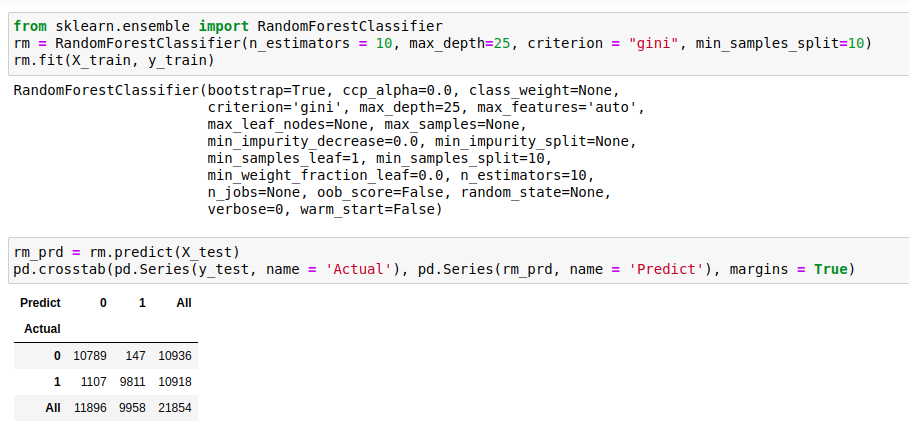 from sklearn.ensemble import RandomForestClassifier
rm = RandomForestClassifier(n_estimators = 10, max_depth=25, criterion = "gini", min_samples_split=10)
rm.fit(X_train, y_train)
RandomForestClassifier(bootstrap=True, ccp_alpha=0.0, class_weight=None,
criterion='gini', max_depth=25, max_features='auto',
max_leaf_nodes=None, max_samples=None,
min_impurity_decrease=0.0, min_impurity_split=None,
min_samples_leaf=1, min_samples_split=10,
min_weight_fraction_leaf=0.0, n_estimators=10,
n_jobs=None, oob_score=False, random_state=None,
verbose=0, warm_start=False)
rm_prd = rm.predict(X_test)
pd.crosstab(pd.Series(y_test, name = 'Actual'), pd.Series(rm_prd, name = 'Predict'), margins = True)
Predict 0 1 All
Actual
0 10789 147 10936
1 1107 9811 10918
All 11896 9958 21854